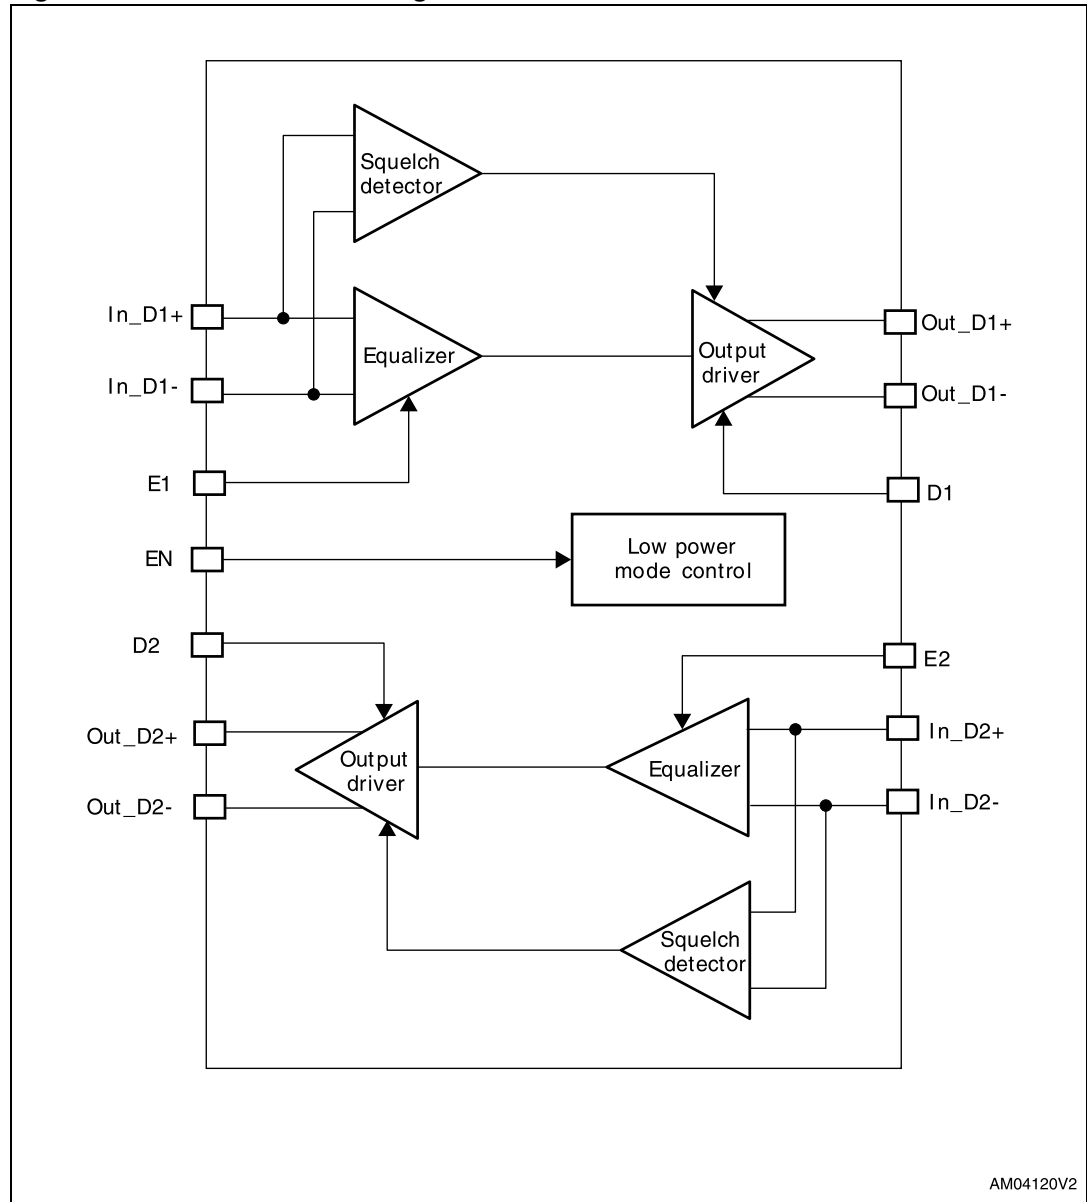 Squelch
detector
In_D1+
Out_D1+
Equalizer
Output
driver
In_D1-
Out_D1-
E1
D1
EN
Low power
mode control
D2
E2
Out_D2+
In_D2+
Output
driver
Equalizer
Out_D2-
In_D2-
Squelch
detector
AM04120V2